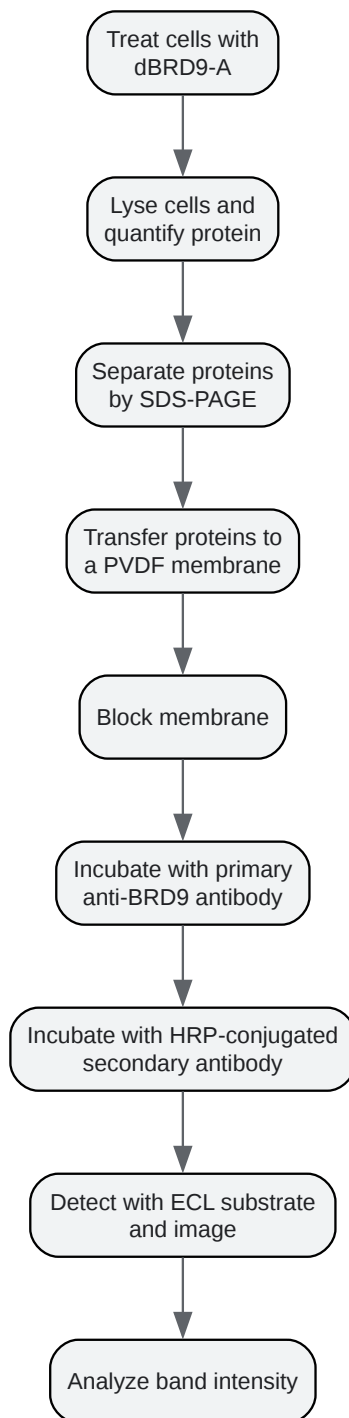 Treat cells with
dBRD9-A
Lyse cells and
quantify protein
Separate proteins
by SDS-PAGE
Transfer proteins to
a PVDF membrane
Block membrane
Incubate with primary
anti-BRD9 antibody
Incubate with HRP-conjugated
secondary antibody
Detect with ECL substrate
and image
Analyze band intensity